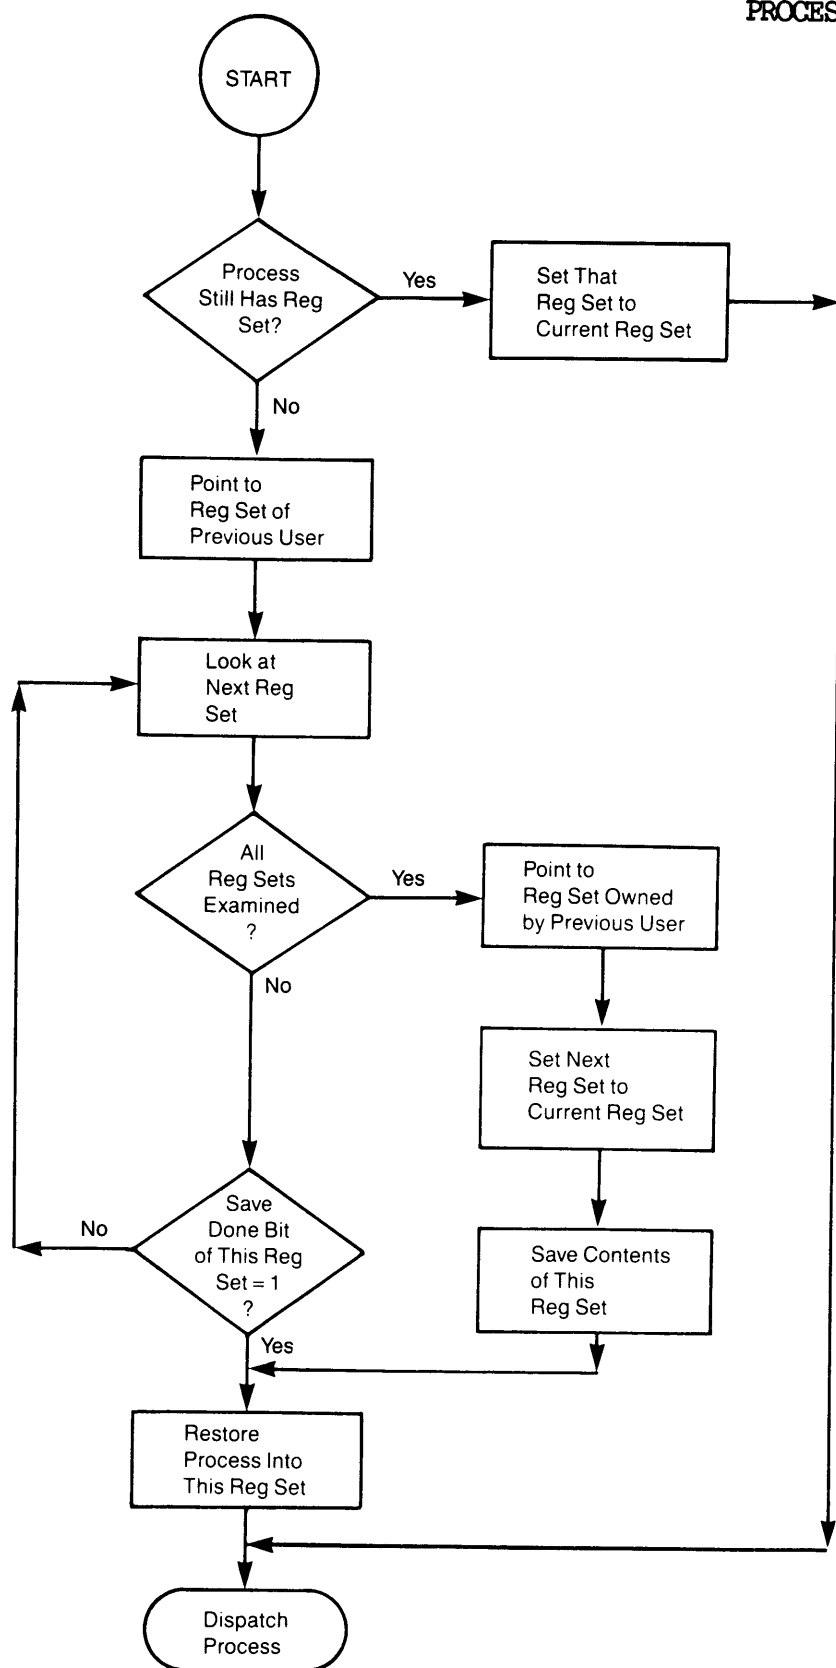 PROCES
START
Process
Still Has Reg
Set?
Yes
Set That
Reg Set to
Current Reg Set
No
Point to
Reg Set of
Previous User
Look at
Next Reg
Set
All
Reg Sets
Examined
?
Yes
Point to
Reg Set Owned
by Previous User
No
Set Next
Reg Set to
Current Reg Set
Save
Done Bit
of This Reg
Set = 1
?
No
Save Contents
of This
Reg Set
Yes
Restore
Process Into
This Reg Set
Dispatch
Process